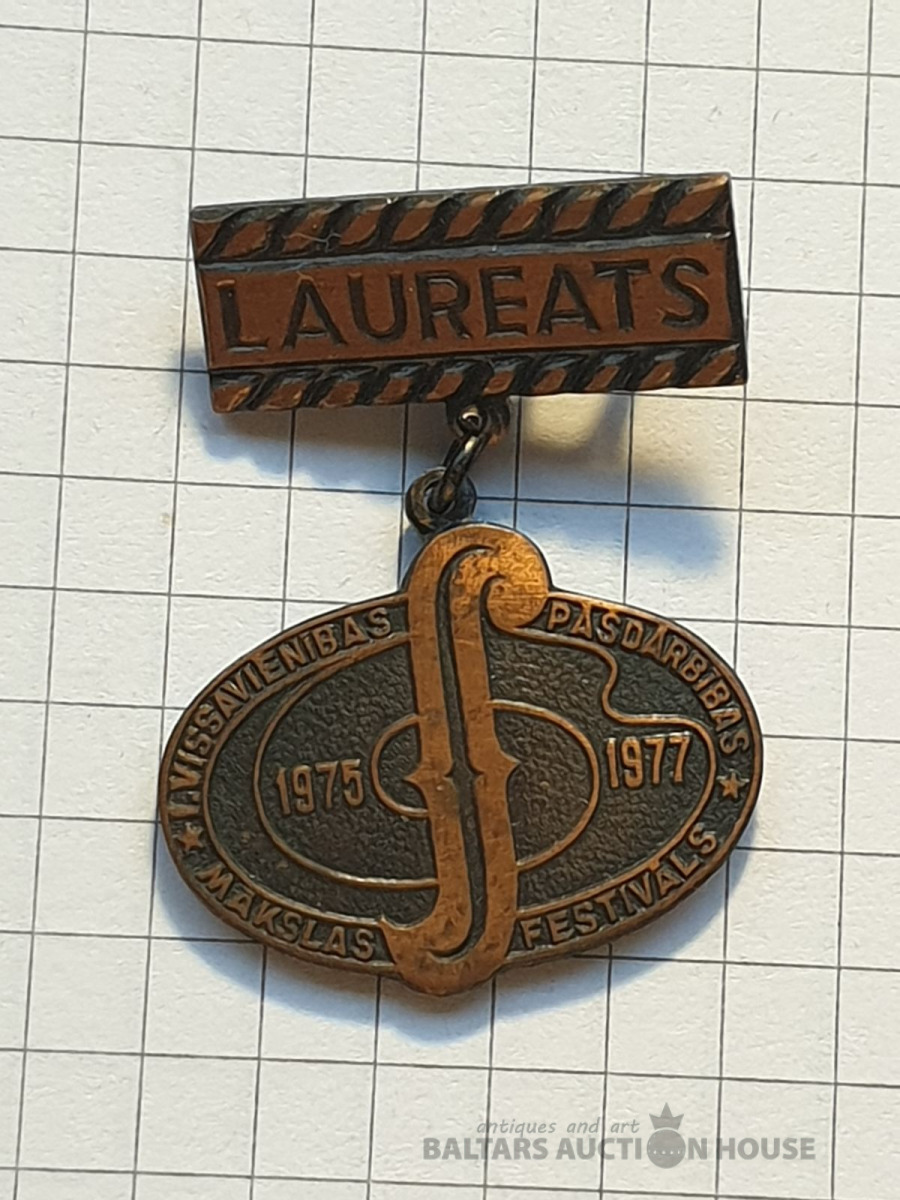 LAUREATS
I. VISSAVIENĪBAS PAŠDARBĪBAS
1975 1977
★ MĀKSLAS FESTIVĀLS ★
antiques and art
BALTARS AUCTION HOUSE